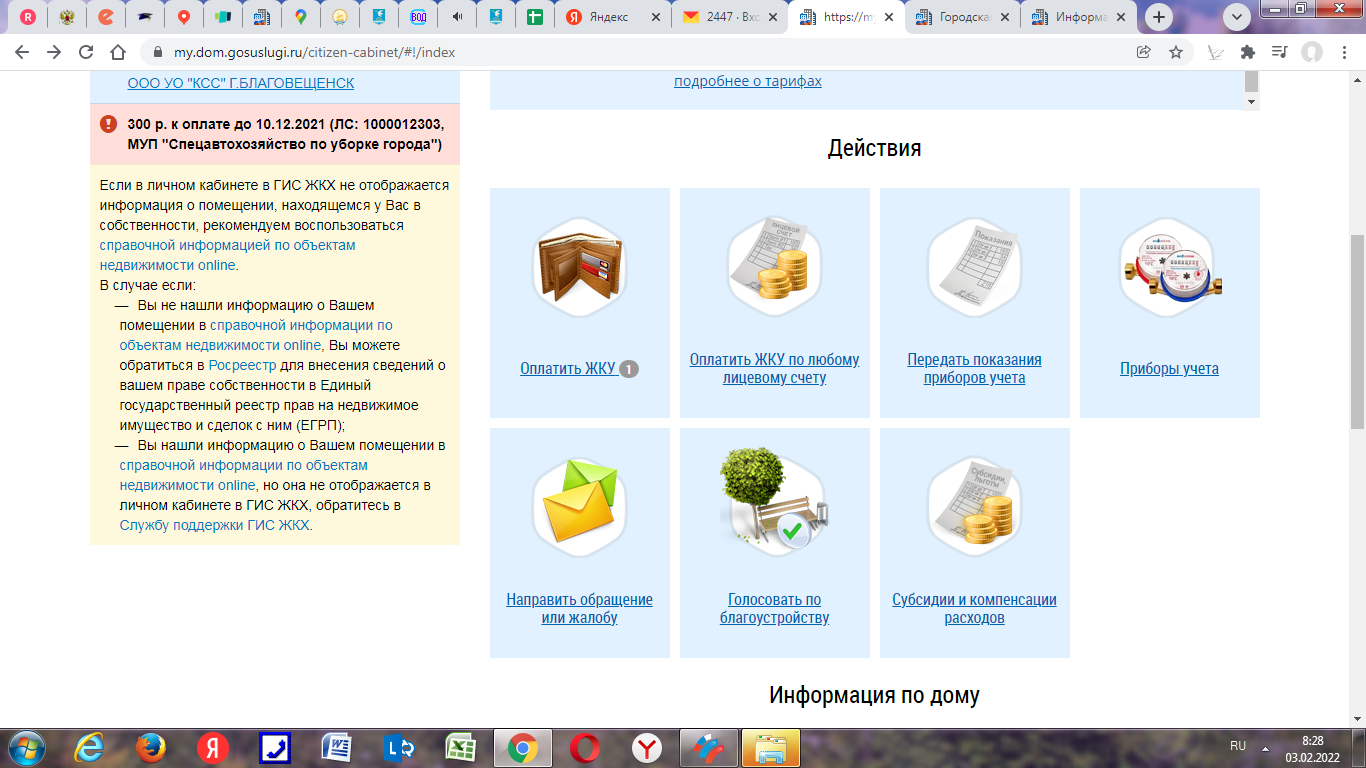 Яндекс
2447 · Вхо
https://my
Городска
Информа
my.dom.gosuslugi.ru/citizen-cabinet/#!/index
ООО УО "КСС" Г.БЛАГОВЕЩЕНСК
300 р. к оплате до 10.12.2021 (ЛС: 1000012303,
МУП "Спецавтохозяйство по уборке города")
Если в личном кабинете в ГИС ЖКХ не отображается
информация о помещении, находящемся у Вас в
собственности, рекомендуем воспользоваться
справочной информацией по объектам
недвижимости online.
В случае если:
— Вы не нашли информацию о Вашем
помещении в справочной информации по
объектам недвижимости online, Вы можете
обратиться в Росреестр для внесения сведений о
вашем праве собственности в Единый
государственный реестр прав на недвижимое
имущество и сделок с ним (ЕГРП);
— Вы нашли информацию о Вашем помещении в
справочной информации по объектам
недвижимости online, но она не отображается в
личном кабинете в ГИС ЖКХ, обратитесь в
Службу поддержки ГИС ЖКХ.
подробнее о тарифах
Действия
ЛИЦЕВОЙ
СЧЕТ
Показания
Оплатить ЖКУ 1
Оплатить ЖКУ по любому
лицевому счету
Передать показания
приборов учета
Приборы учета
Субсидии
Льготы
Направить обращение
или жалобу
Голосовать по
благоустройству
Субсидии и компенсации
расходов
Информация по дому
RU
8:28
03.02.2022